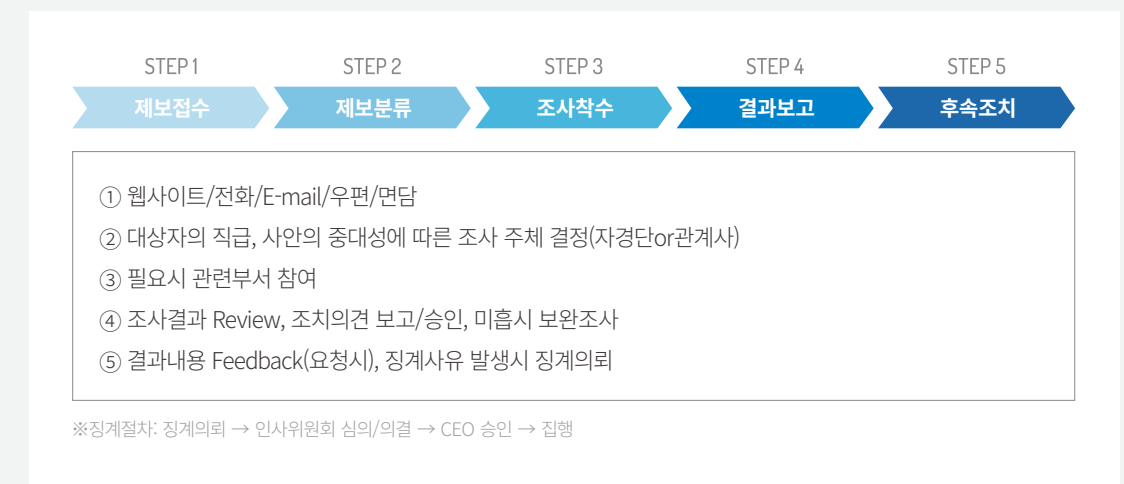 STEP 1 STEP 2 STEP 3 STEP 4 STEP 5
제보접수 제보분류 조사착수 결과보고 후속조치
① 웹사이트/전화/E-mail/우편/면담
② 대상자의 직급, 사안의 중대성에 따른 조사 주체 결정(자경단or관계사)
③ 필요시 관련부서 참여
④ 조사결과 Review, 조치의견 보고/승인, 미흡시 보완조사
⑤ 결과내용 Feedback(요청시), 징계사유 발생시 징계의뢰
※징계절차: 징계의뢰 → 인사위원회 심의/의결 → CEO 승인 → 집행